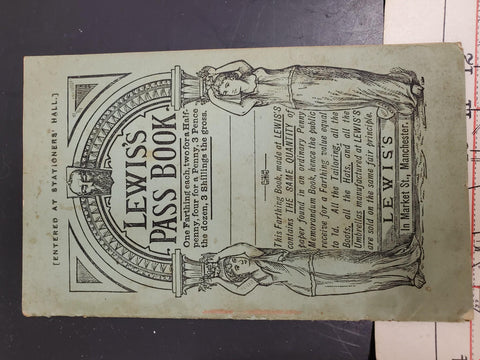 [ENTERED AT STATIONERS' HALL.]
LEWIS'S
PASS BOOK
One Farthing each, two for a Half-
penny, four for a Penny, 3 Pence
the dozen, 3 Shillings the gross.
This Farthing Book, made at LEWIS'S
contains THE SAME QUANTITY of
paper found in an ordinary Penny
Memorandum Book, hence the public
receive for a Farthing value equal
to 1d. All the Tailoring, all the
Boots, all the Hats, and all the
Umbrellas manufactured at LEWIS'S
are sold on the same fair principle.
LEWIS'S
In Market St., Manchester.
12
11